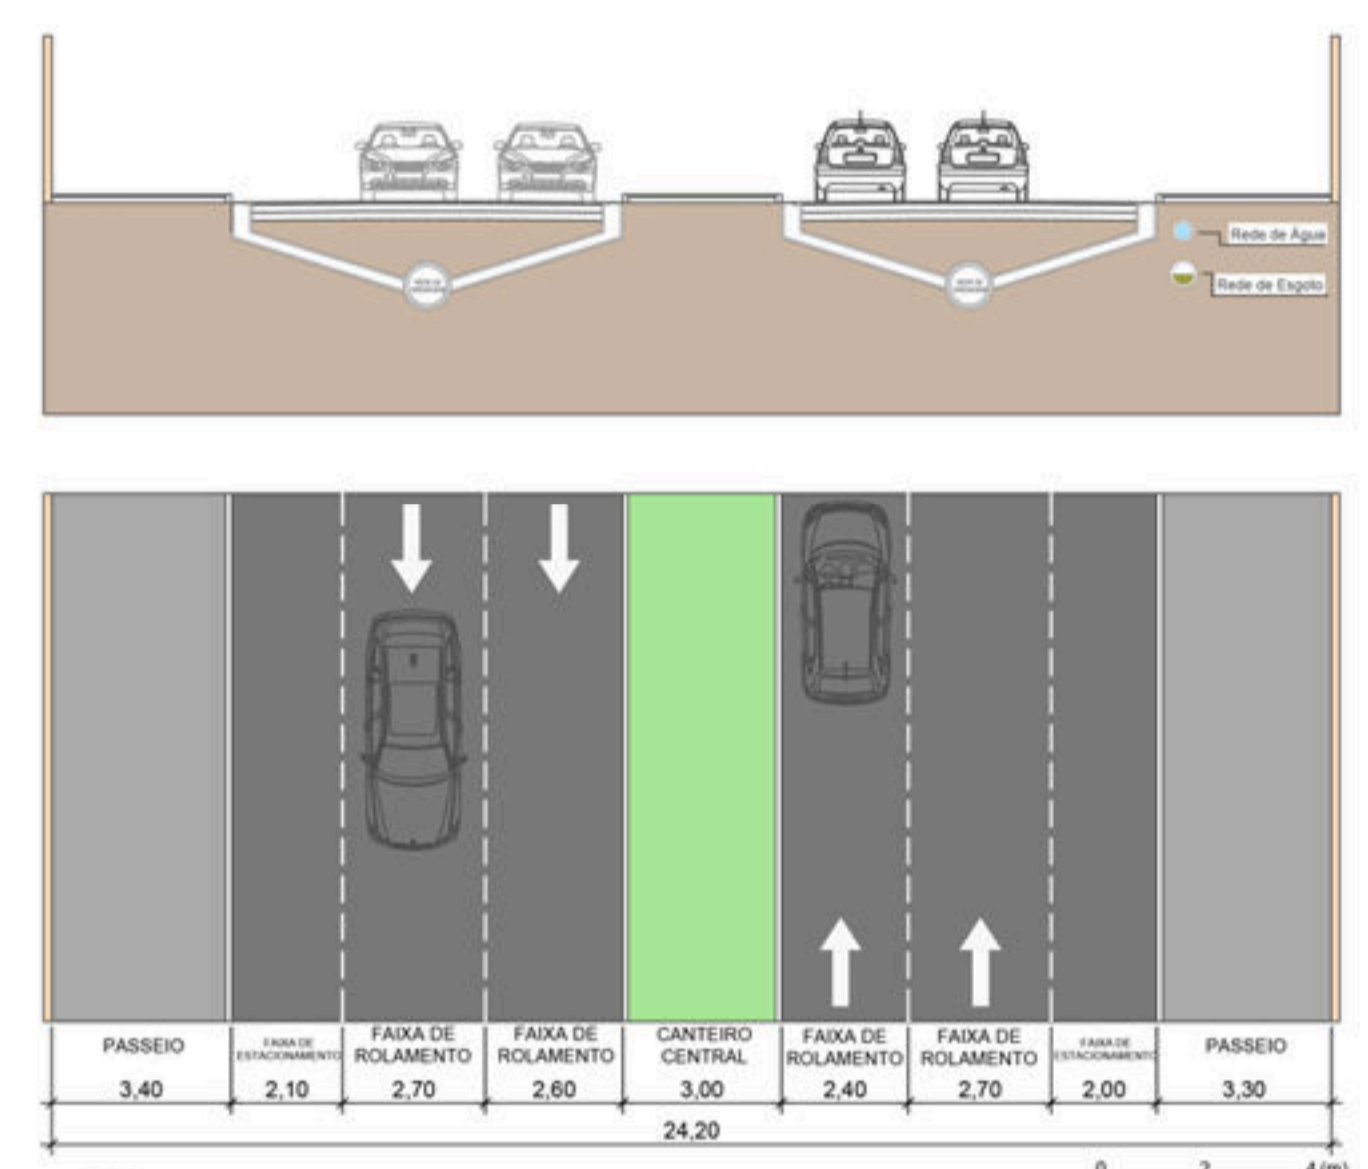 Rede de Água
Rede de Esgoto
PASSEIO
FAIXA DE
ESTACIONAMENTO
FAIXA DE
ROLAMENTO
FAIXA DE
ROLAMENTO
CANTEIRO
CENTRAL
FAIXA DE
ROLAMENTO
FAIXA DE
ROLAMENTO
FAIXA DE
ESTACIONAMENTO
PASSEIO
3,40 2,10 2,70 2,60 3,00 2,40 2,70 2,00 3,30
24,20
0 2 4 (m)